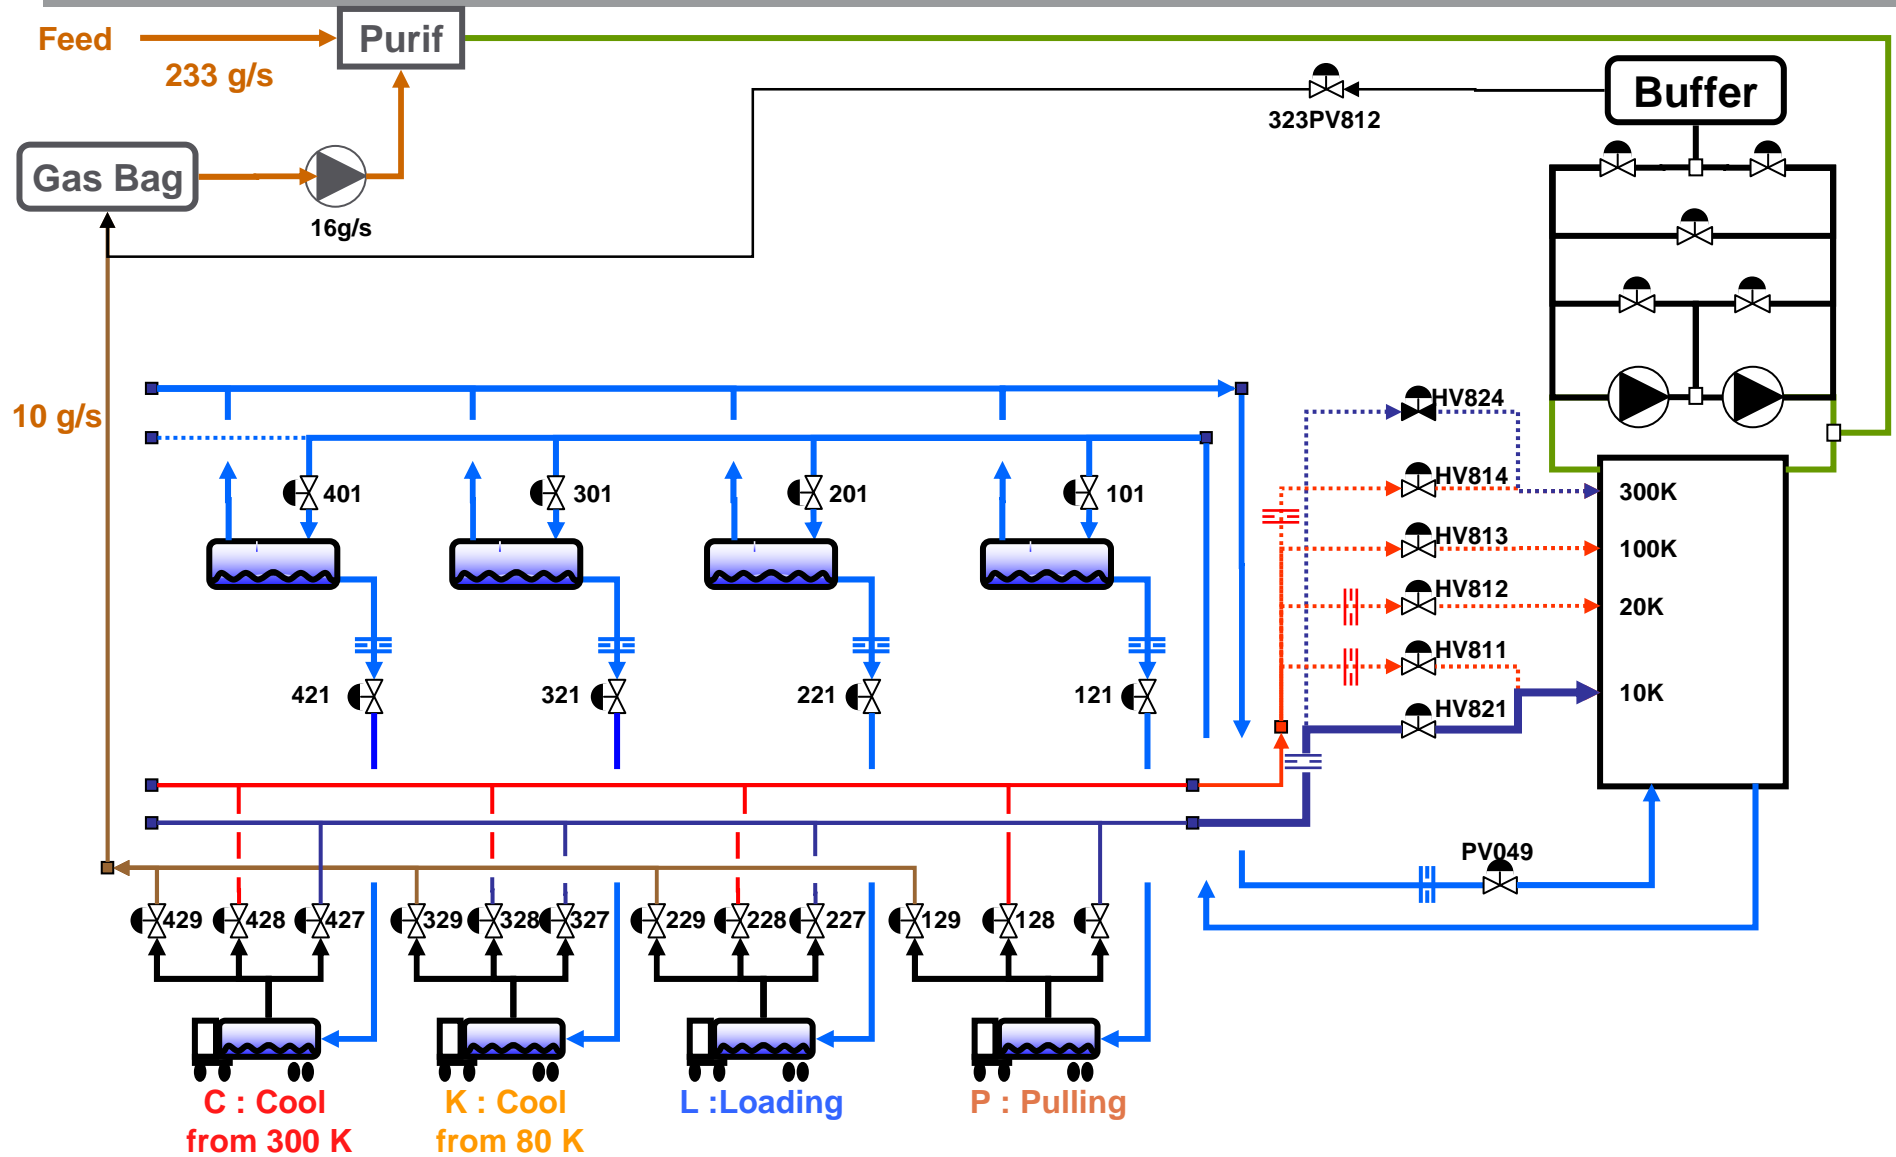 Feed
Purif
233 g/s
Buffer
323PV812
Gas Bag
16g/s
10 g/s
HV824
HV814
300K
401
301
201
101
HV813
100K
HV812
20K
HV811
10K
421
321
221
121
HV821
PV049
429
428
427
329
328
327
229
228
227
129
128
C : Cool
from 300 K
K : Cool
from 80 K
L :Loading
P : Pulling